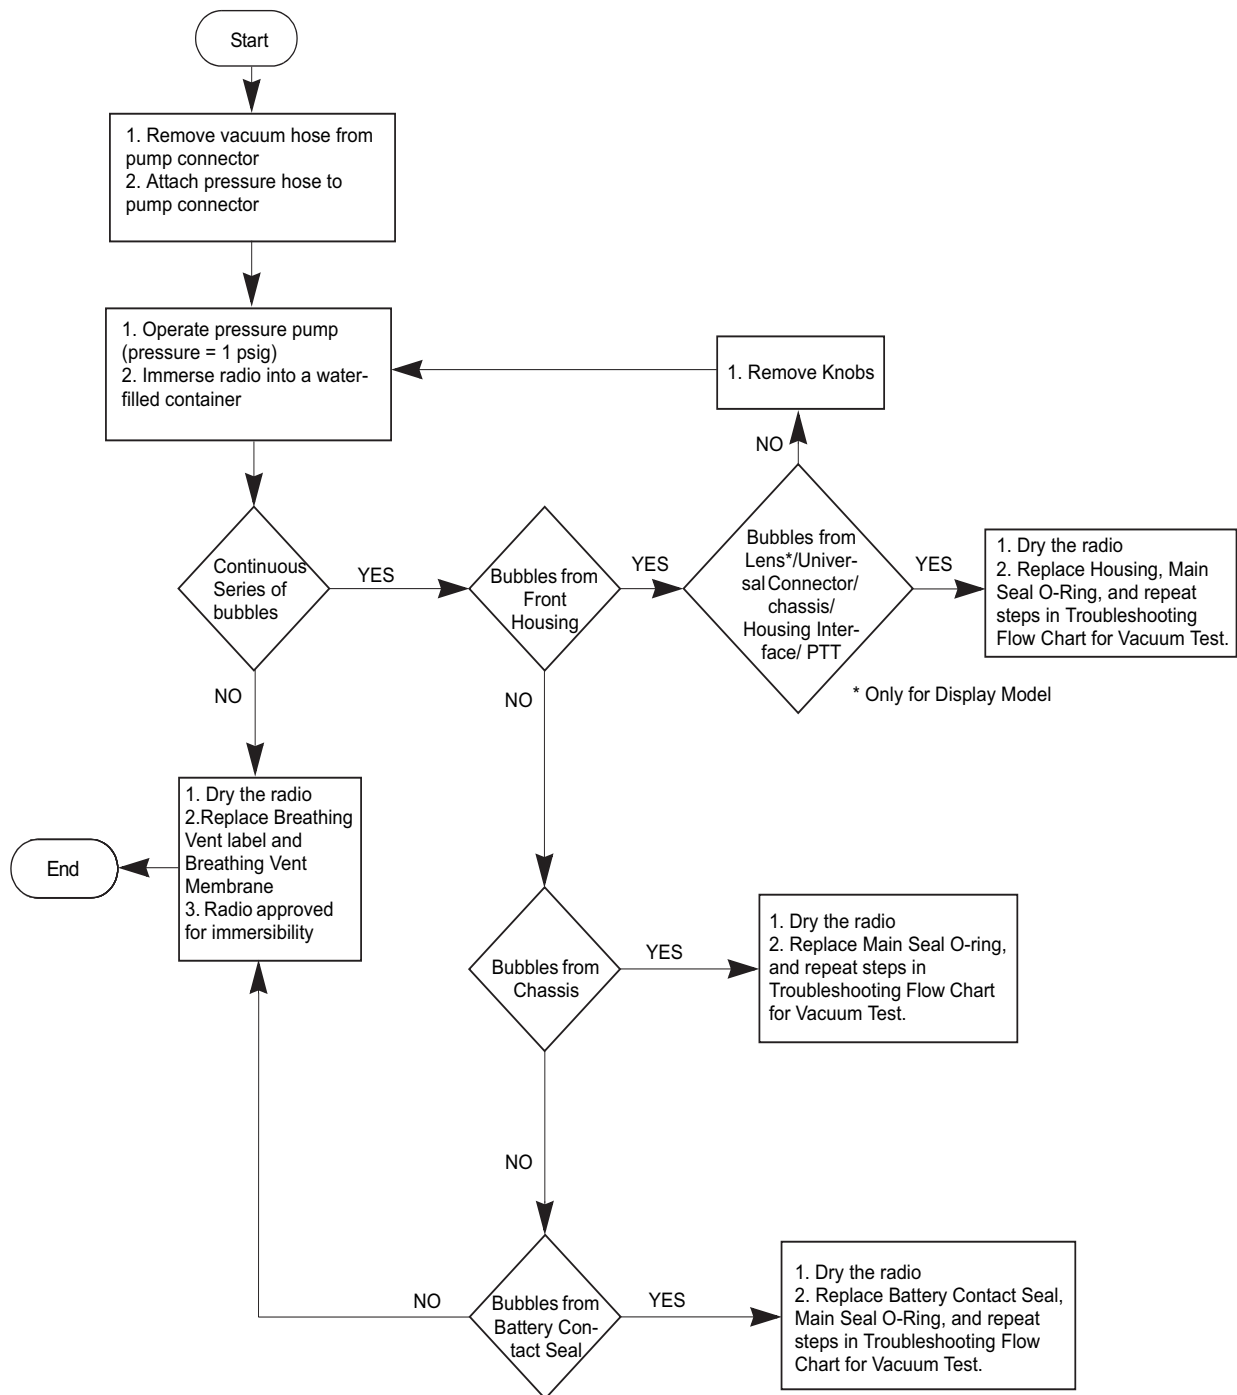 Start
1. Remove vacuum hose from
pump connector
2. Attach pressure hose to
pump connector
1. Operate pressure pump
(pressure = 1 psig)
2. Immerse radio into a water-
filled container
1. Remove Knobs
NO
Continuous
Series of
bubbles
YES
Bubbles from
Front
Housing
YES
Bubbles from
Lens*/Univer-
sal Connector/
chassis/
Housing Inter-
face/ PTT
YES
1. Dry the radio
2. Replace Housing, Main
Seal O-Ring, and repeat
steps in Troubleshooting
Flow Chart for Vacuum Test.
* Only for Display Model
NO
NO
1. Dry the radio
2.Replace Breathing
Vent label and
Breathing Vent
Membrane
3. Radio approved
for immersibility
End
Bubbles from
Chassis
YES
1. Dry the radio
2. Replace Main Seal O-ring,
and repeat steps in
Troubleshooting Flow Chart
for Vacuum Test.
NO
Bubbles from
Battery Con-
tact Seal
NO
YES
1. Dry the radio
2. Replace Battery Contact Seal,
Main Seal O-Ring, and repeat
steps in Troubleshooting Flow
Chart for Vacuum Test.